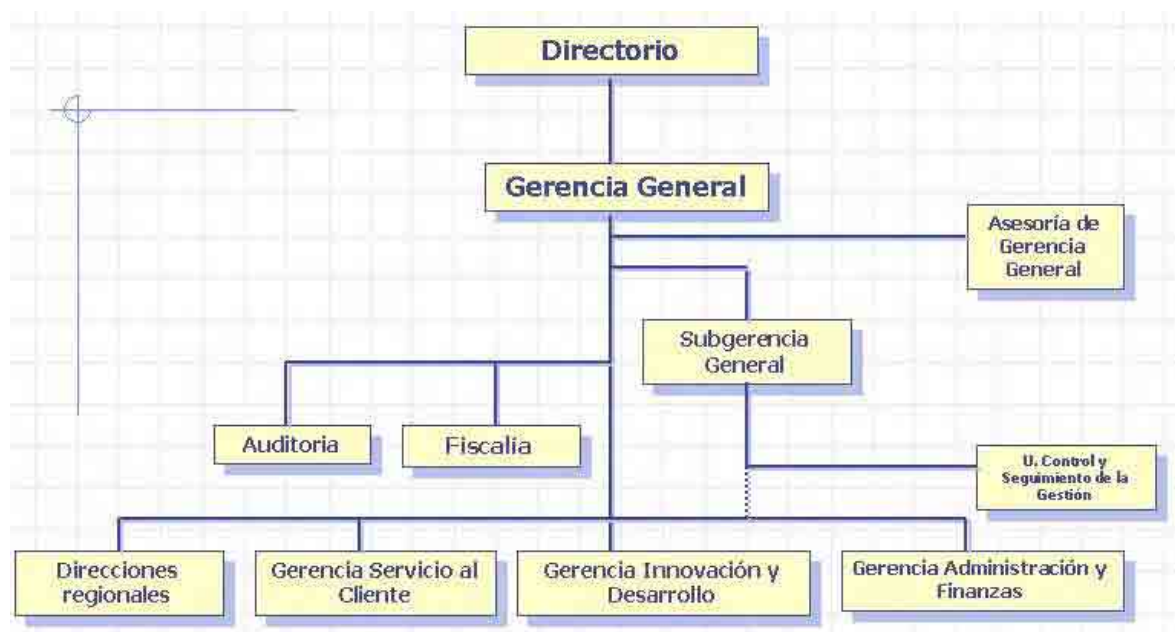 Directorio
Gerencia General
Asesoría de
Gerencia
General
Subgerencia
General
Auditoria
Fiscalía
U. Control y
Seguimiento de la
Gestión
Direcciones
regionales
Gerencia Servicio al
Cliente
Gerencia Innovación y
Desarrollo
Gerencia Administración y
Finanzas